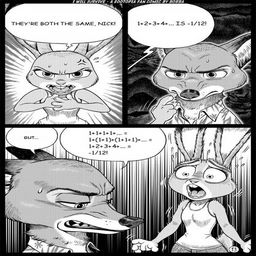 I WILL SURVIVE - A ZOOTOPIA FAN COMIC BY BORBA
THEY'RE BOTH THE SAME, NICK!
1+2+3+4+... IS -1/12!
BUT...
1+1+1+1+... =
1+(1+1)+(1+1+1)+... =
1+2+3+4+... =
-1/12!